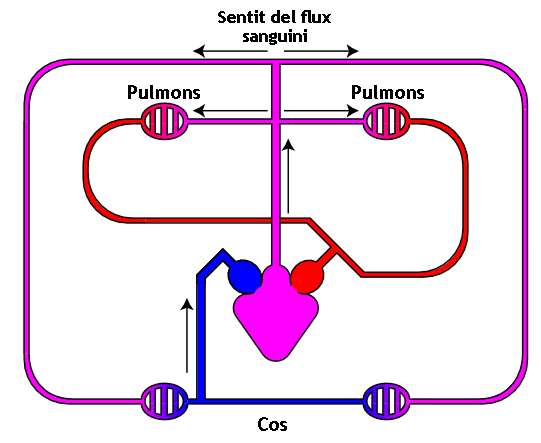 Sentit del flux
sanguini
Pulmons
Pulmons
Cos